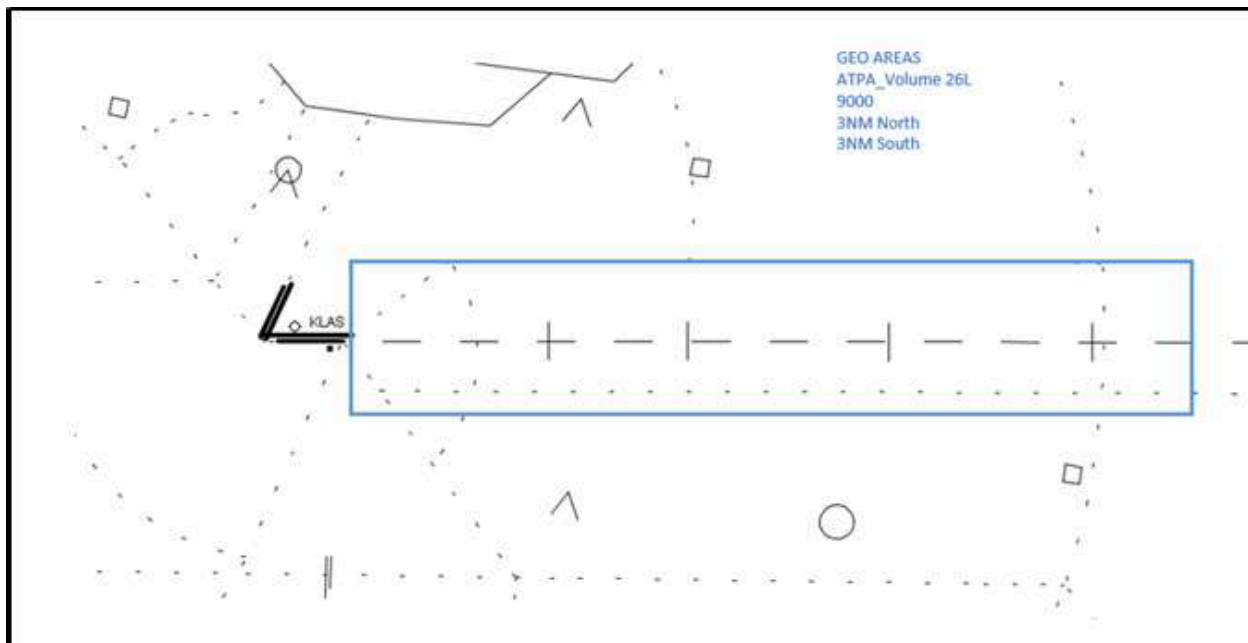 GEO AREAS
ATPA_Volume 26L
9000
3NM North
3NM South
KLAS